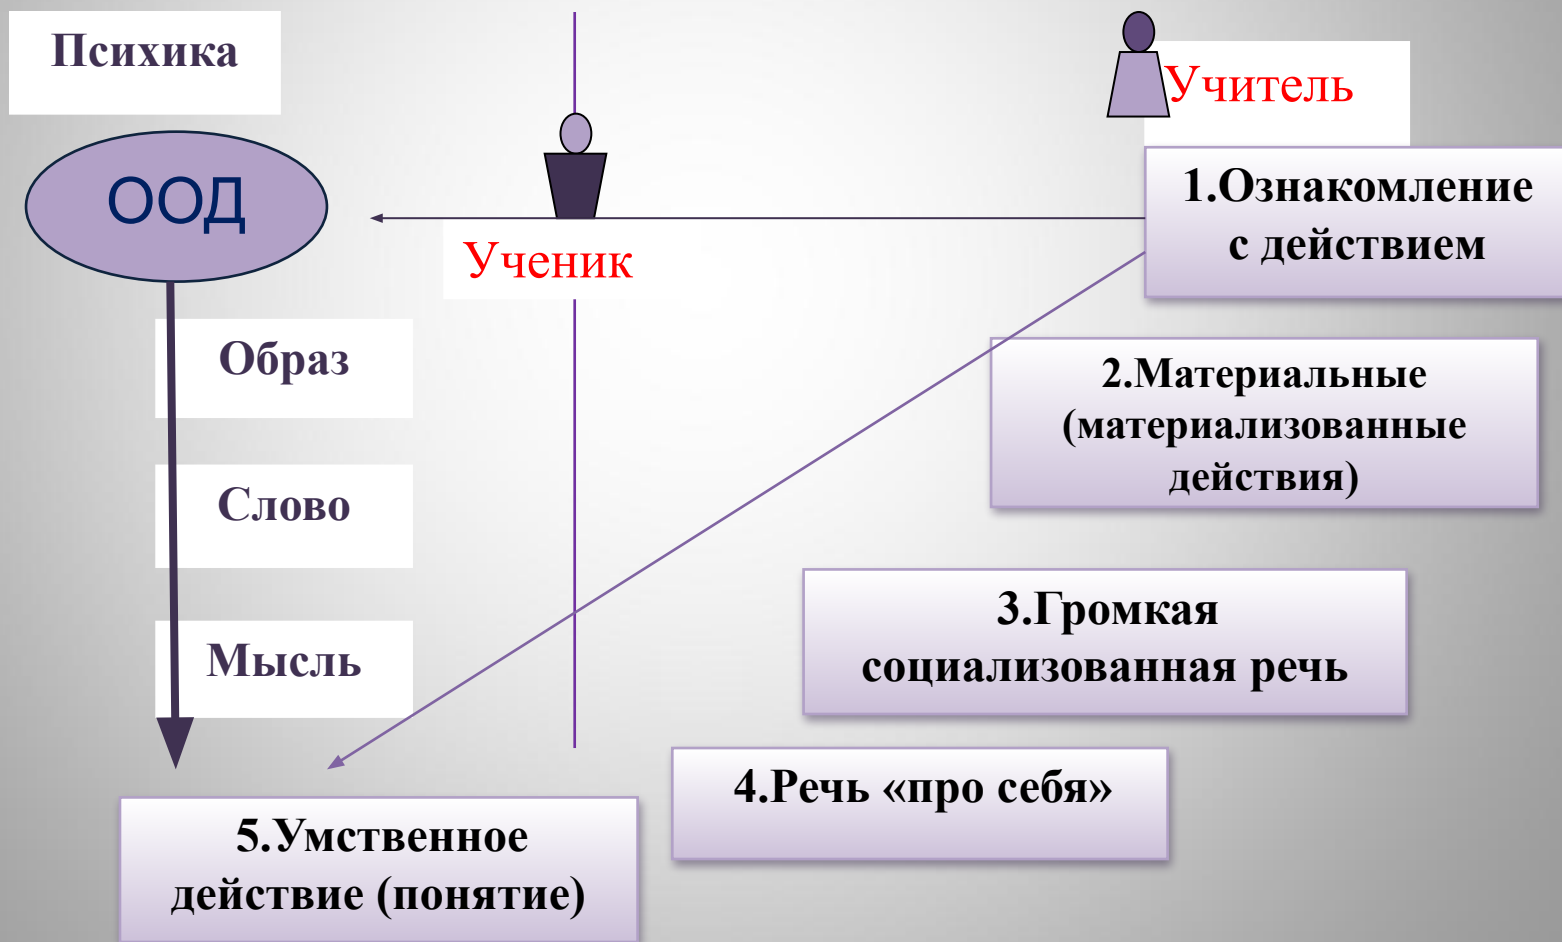 Психика
Учитель
ООД
1.Ознакомление
с действием
Ученик
Образ
2.Материальные
(материализованные
действия)
Слово
3.Громкая
социализованная речь
Мысль
4.Речь «про себя»
5.Умственное
действие (понятие)